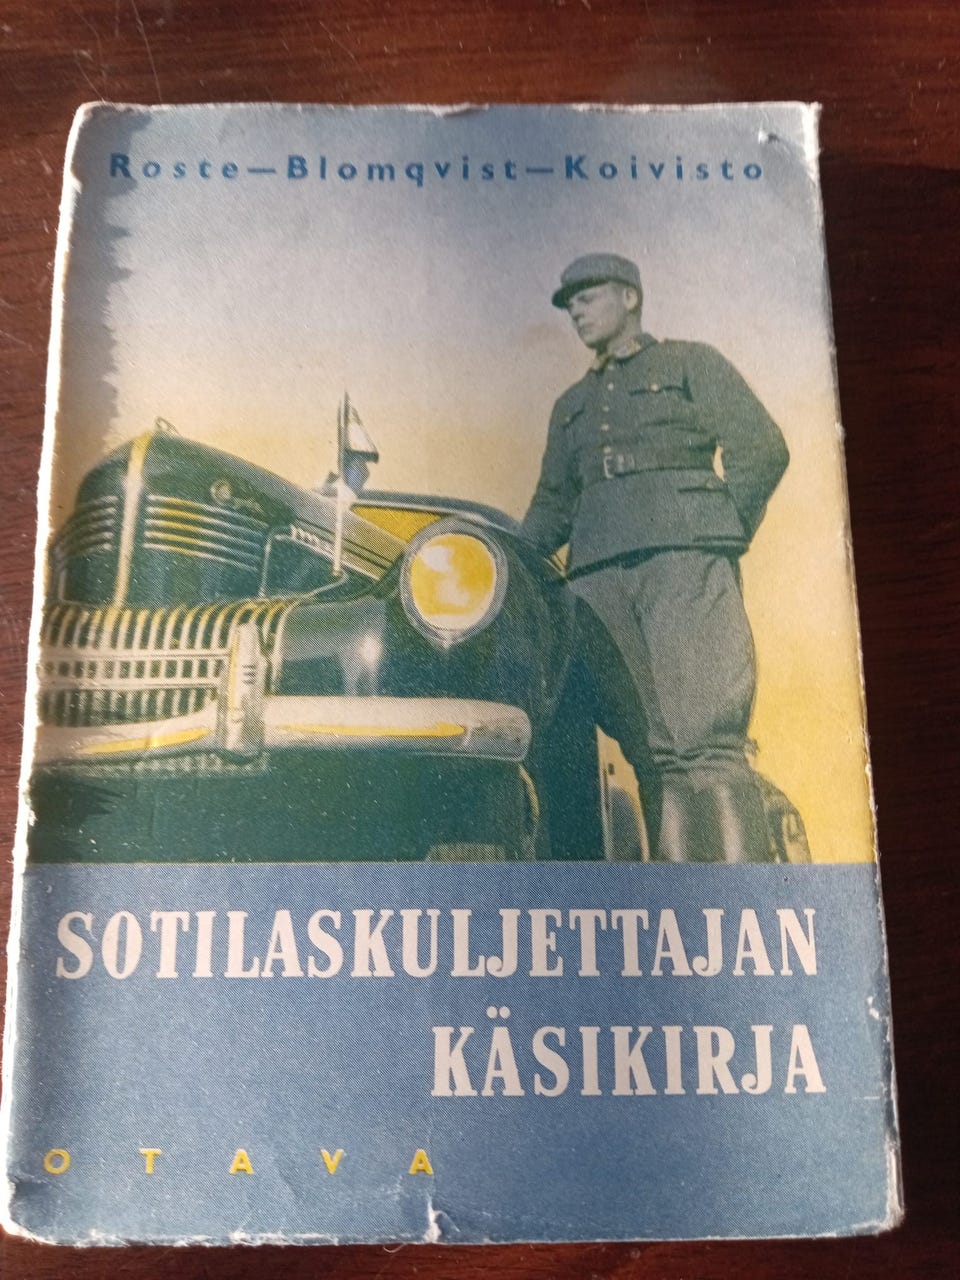 Roste—Blomqvist—Koivisto
SOTILASKULJETTAJAN
KÄSIKIRJA
OTAVA